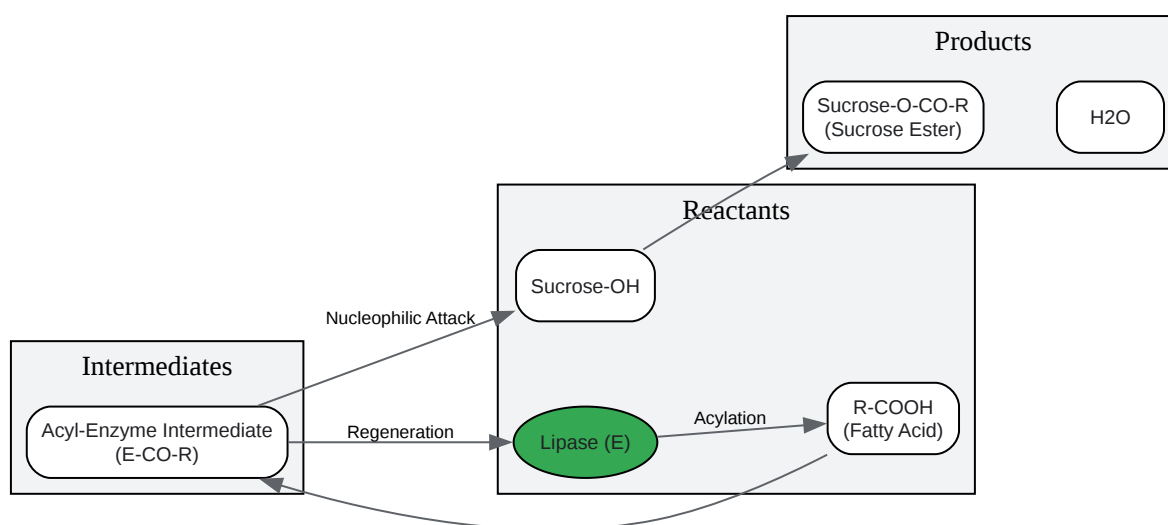 Products
Sucrose-O-CO-R
(Sucrose Ester)
H2O
Reactants
Sucrose-OH
Nucleophilic Attack
Intermediates
Acyl-Enzyme Intermediate
(E-CO-R)
Regeneration
Lipase (E)
Acylation
R-COOH
(Fatty Acid)